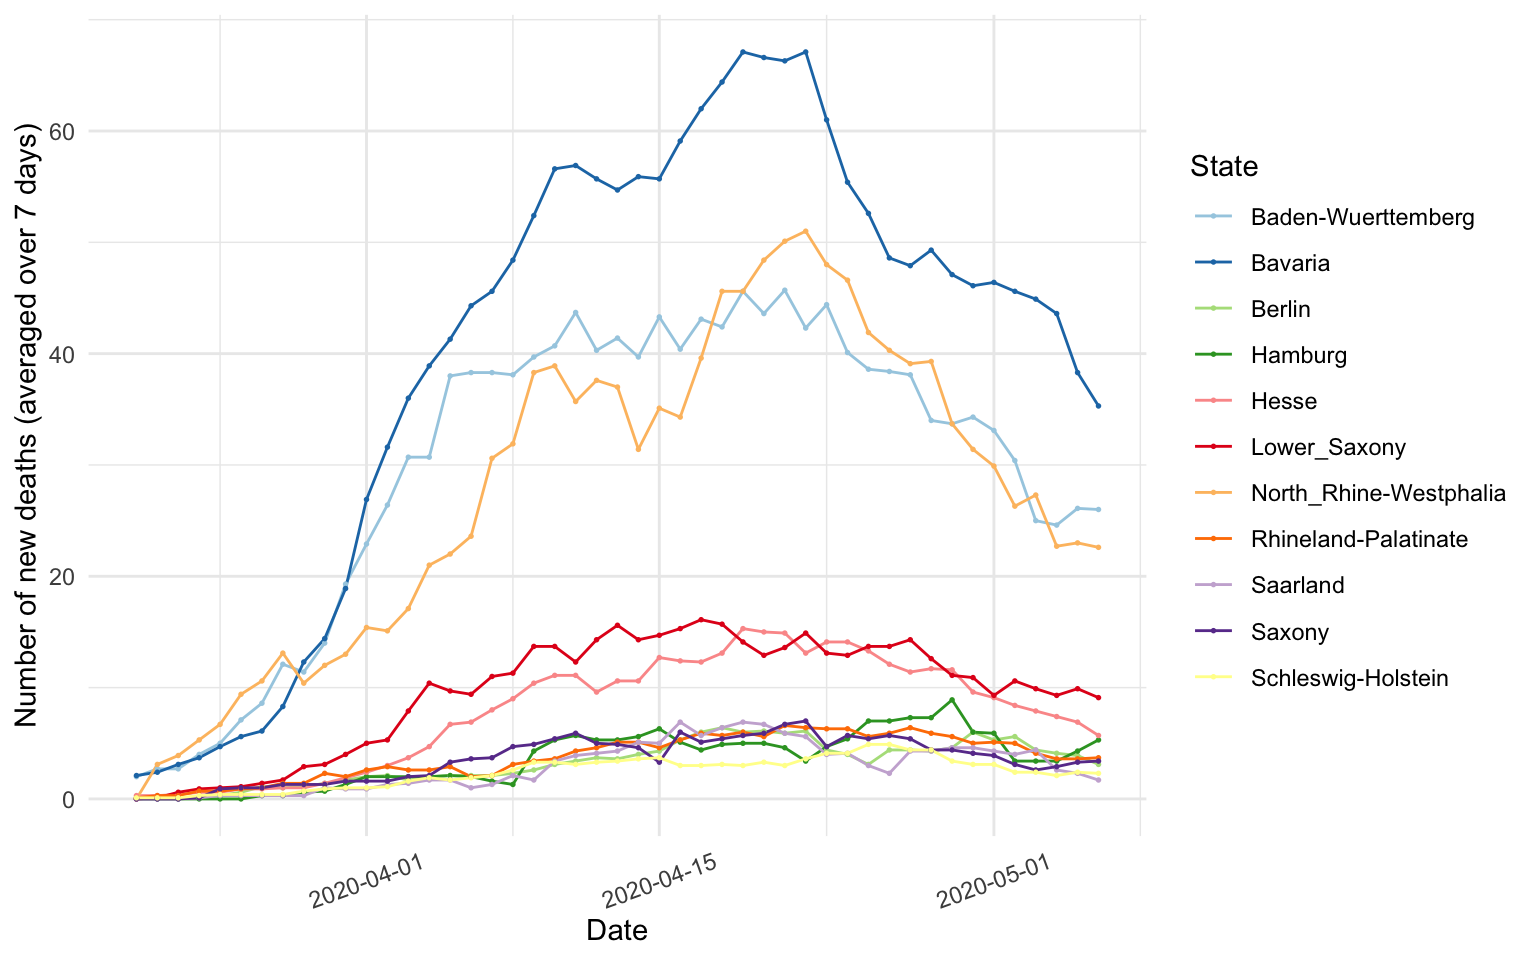 Number of new deaths (averaged over 7 days)
60
40
20
0
2020-04-01
2020-04-15
2020-05-01
Date
State
Baden-Wuerttemberg
Bavaria
Berlin
Hamburg
Hesse
Lower_Saxony
North_Rhine-Westphalia
Rhineland-Palatinate
Saarland
Saxony
Schleswig-Holstein